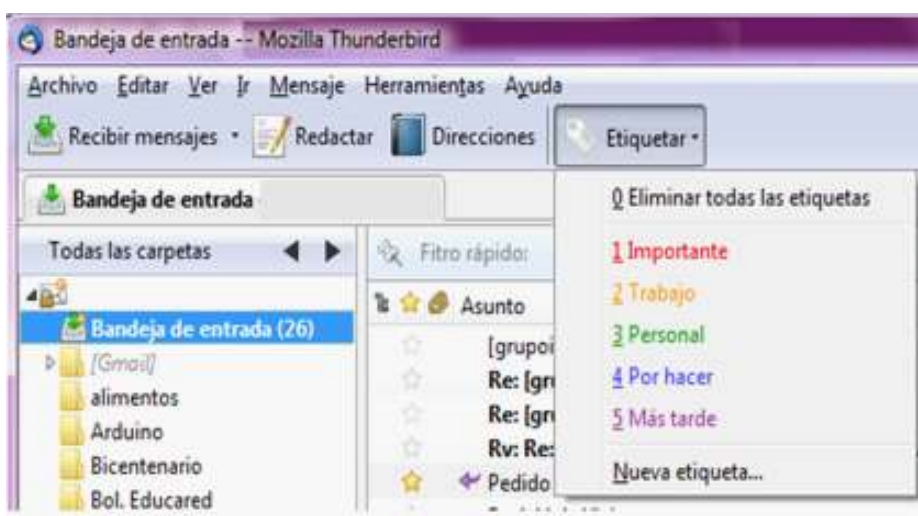 Bandeja de entrada -- Mozilla Thunderbird
Archivo Editar Ver Ir Mensaje Herramientas Ayuda
Recibir mensajes Redactar Direcciones Etiquetar
Bandeja de entrada
0 Eliminar todas las etiquetas
1 Importante
2 Trabajo
3 Personal
4 Por hacer
5 Más tarde
Nueva etiqueta...
Todas las carpetas
Bandeja de entrada (26)
[Gmail]
alimentos
Arduino
Bicentenario
Bol. Educared
Fitro rápido:
Asunto
[grupoi
Re: [gr
Re: [gr
Rv: Re:
Pedido